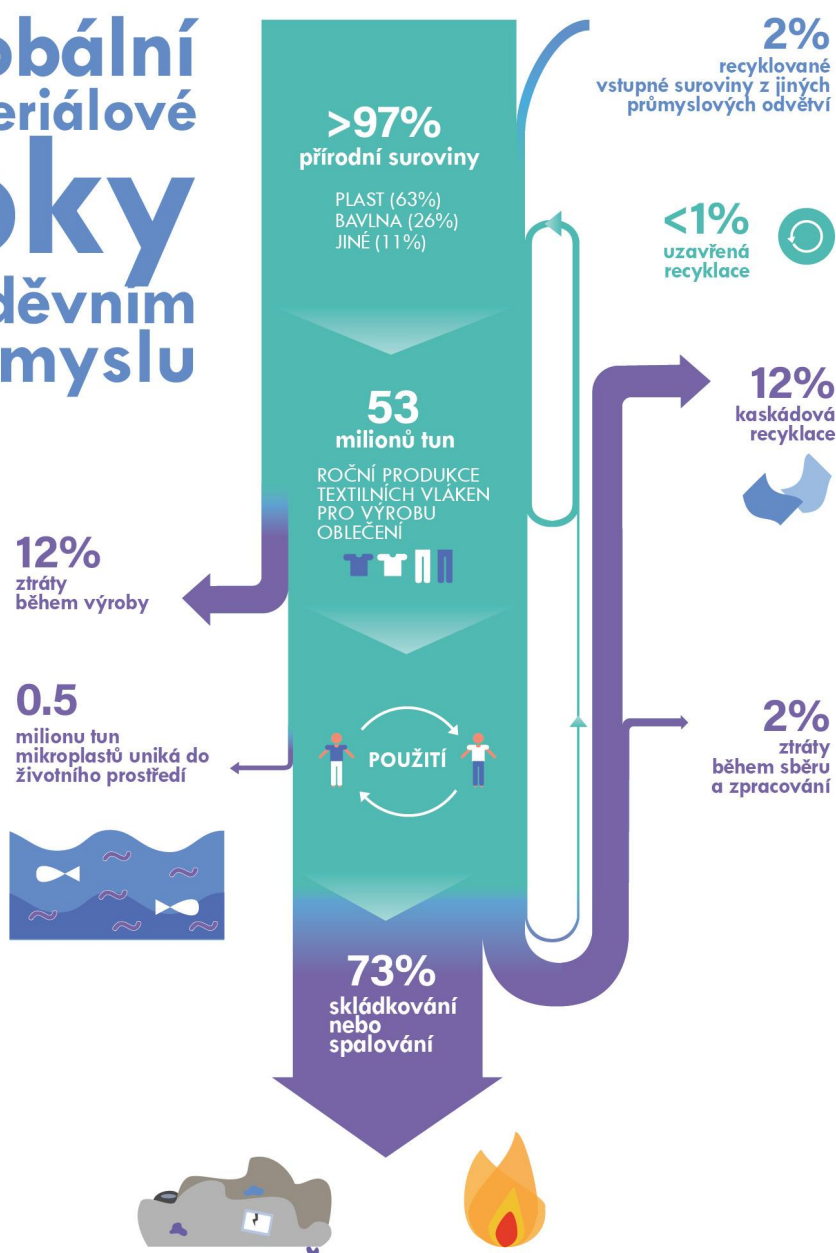 obální
eriálové
oky
děvním
myslu
>97%
přírodní suroviny
PLAST (63%)
BAVLNA (26%)
JINÉ (11%)
2%
recyklované
vstupné suroviny z jiných
průmyslových odvětví
<1%
uzavřená
recyklace
53
milionů tun
ROČNÍ PRODUKCE
TEXTILNÍCH VLÁKEN
PRO VÝROBU
OBLEČENÍ
12%
kaskádová
recyklace
12%
ztráty
během výroby
0.5
milionu tun
mikroplastů uniká do
životního prostředí
POUŽITÍ
2%
ztráty
během sběru
a zpracování
73%
skládkování
nebo
spalování